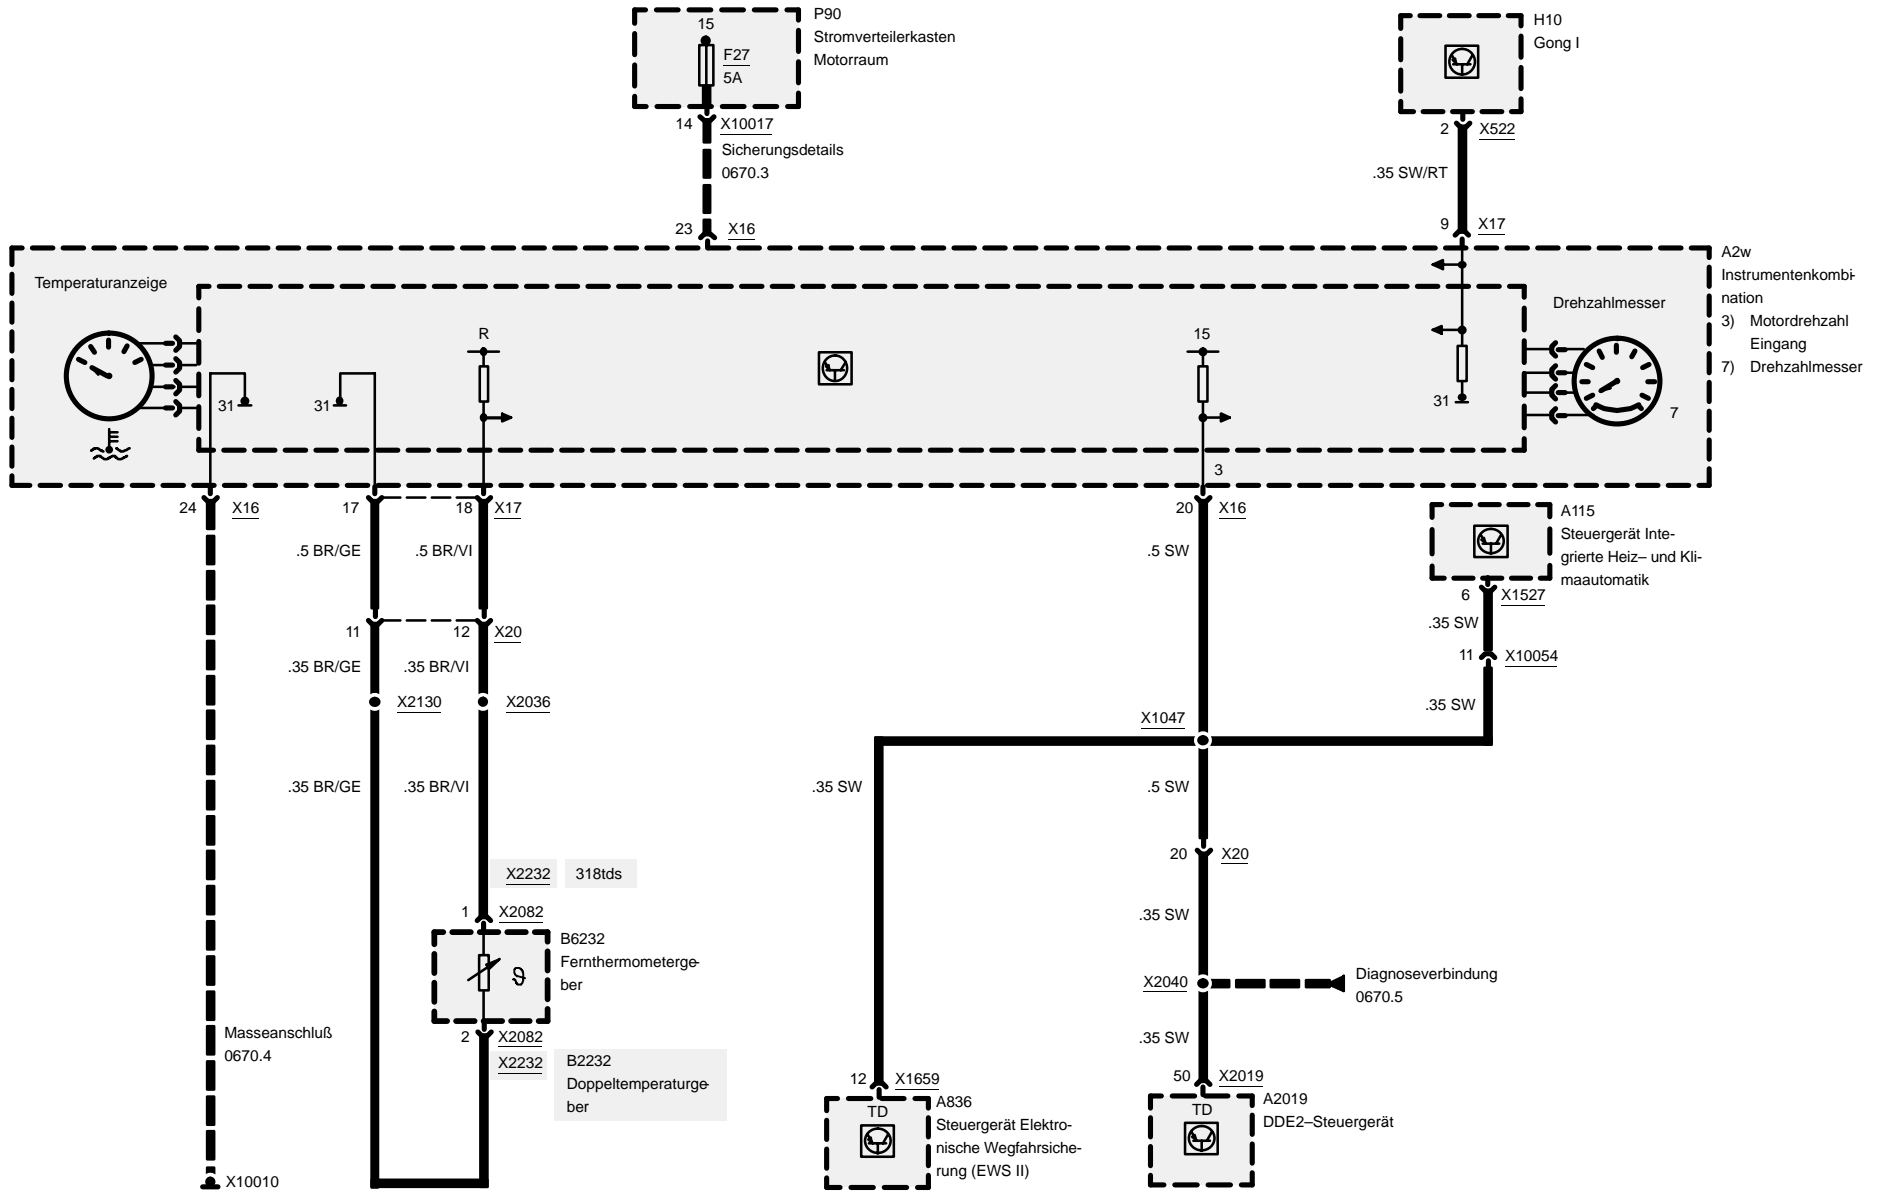 15
F27
5A
P90
Stromverteilerkasten
Motorraum
14
X10017
Sicherungsdetails
0670.3
23
X16
H10
Gong I
2
X522
.35 SW/RT
9
X17
A2w
Instrumentenkombi-
nation
3) Motordrehzahl
Eingang
7) Drehzahlmesser
Temperaturanzeige
Drehzahlmesser
R
15
31
31
31
7
3
24
X16
17
18
X17
20
X16
.5 BR/GE
.5 BR/VI
.5 SW
A115
Steuergerät Inte-
grierte Heiz– und Kli-
maautomatik
6
X1527
.35 SW
11
12
X20
11
X10054
.35 BR/GE
.35 BR/VI
.35 SW
X2130
X2036
X1047
.35 BR/GE
.35 BR/VI
.35 SW
.5 SW
20
X20
X2232
318tds
1
X2082
.35 SW
B6232
Fernthermometerge-
ber
ϑ
X2040
Diagnoseverbindung
0670.5
2
X2082
X2232
B2232
Doppeltemperaturge-
ber
Masseanschluß
0670.4
.35 SW
12
X1659
50
X2019
TD
A836
Steuergerät Elektro-
nische Wegfahrsiche-
rung (EWS II)
TD
A2019
DDE2–Steuergerät
X10010